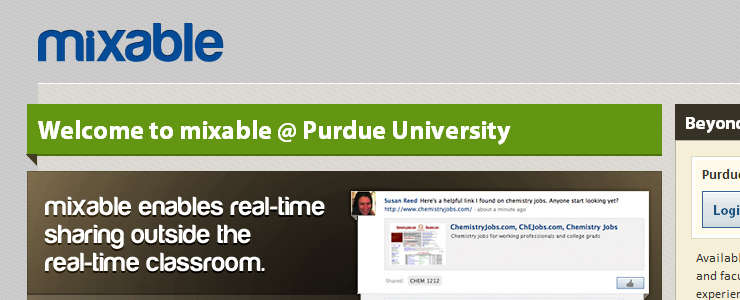 mixable
Welcome to mixable @ Purdue University
Beyond
mixable enables real-time
sharing outside the
real-time classroom.
Susan Reed Here's a helpful link I found on chemistry jobs. Anyone start looking yet?
http://www.chemistryjobs.com/ · about a minute ago
ChemistryJobs.com, ChEJobs.com, Chemistry Jobs
Chemistry jobs for working professionals and college grads
Shared: CHEM 1212
Purdue
Logi
Availabl
and facu
experien